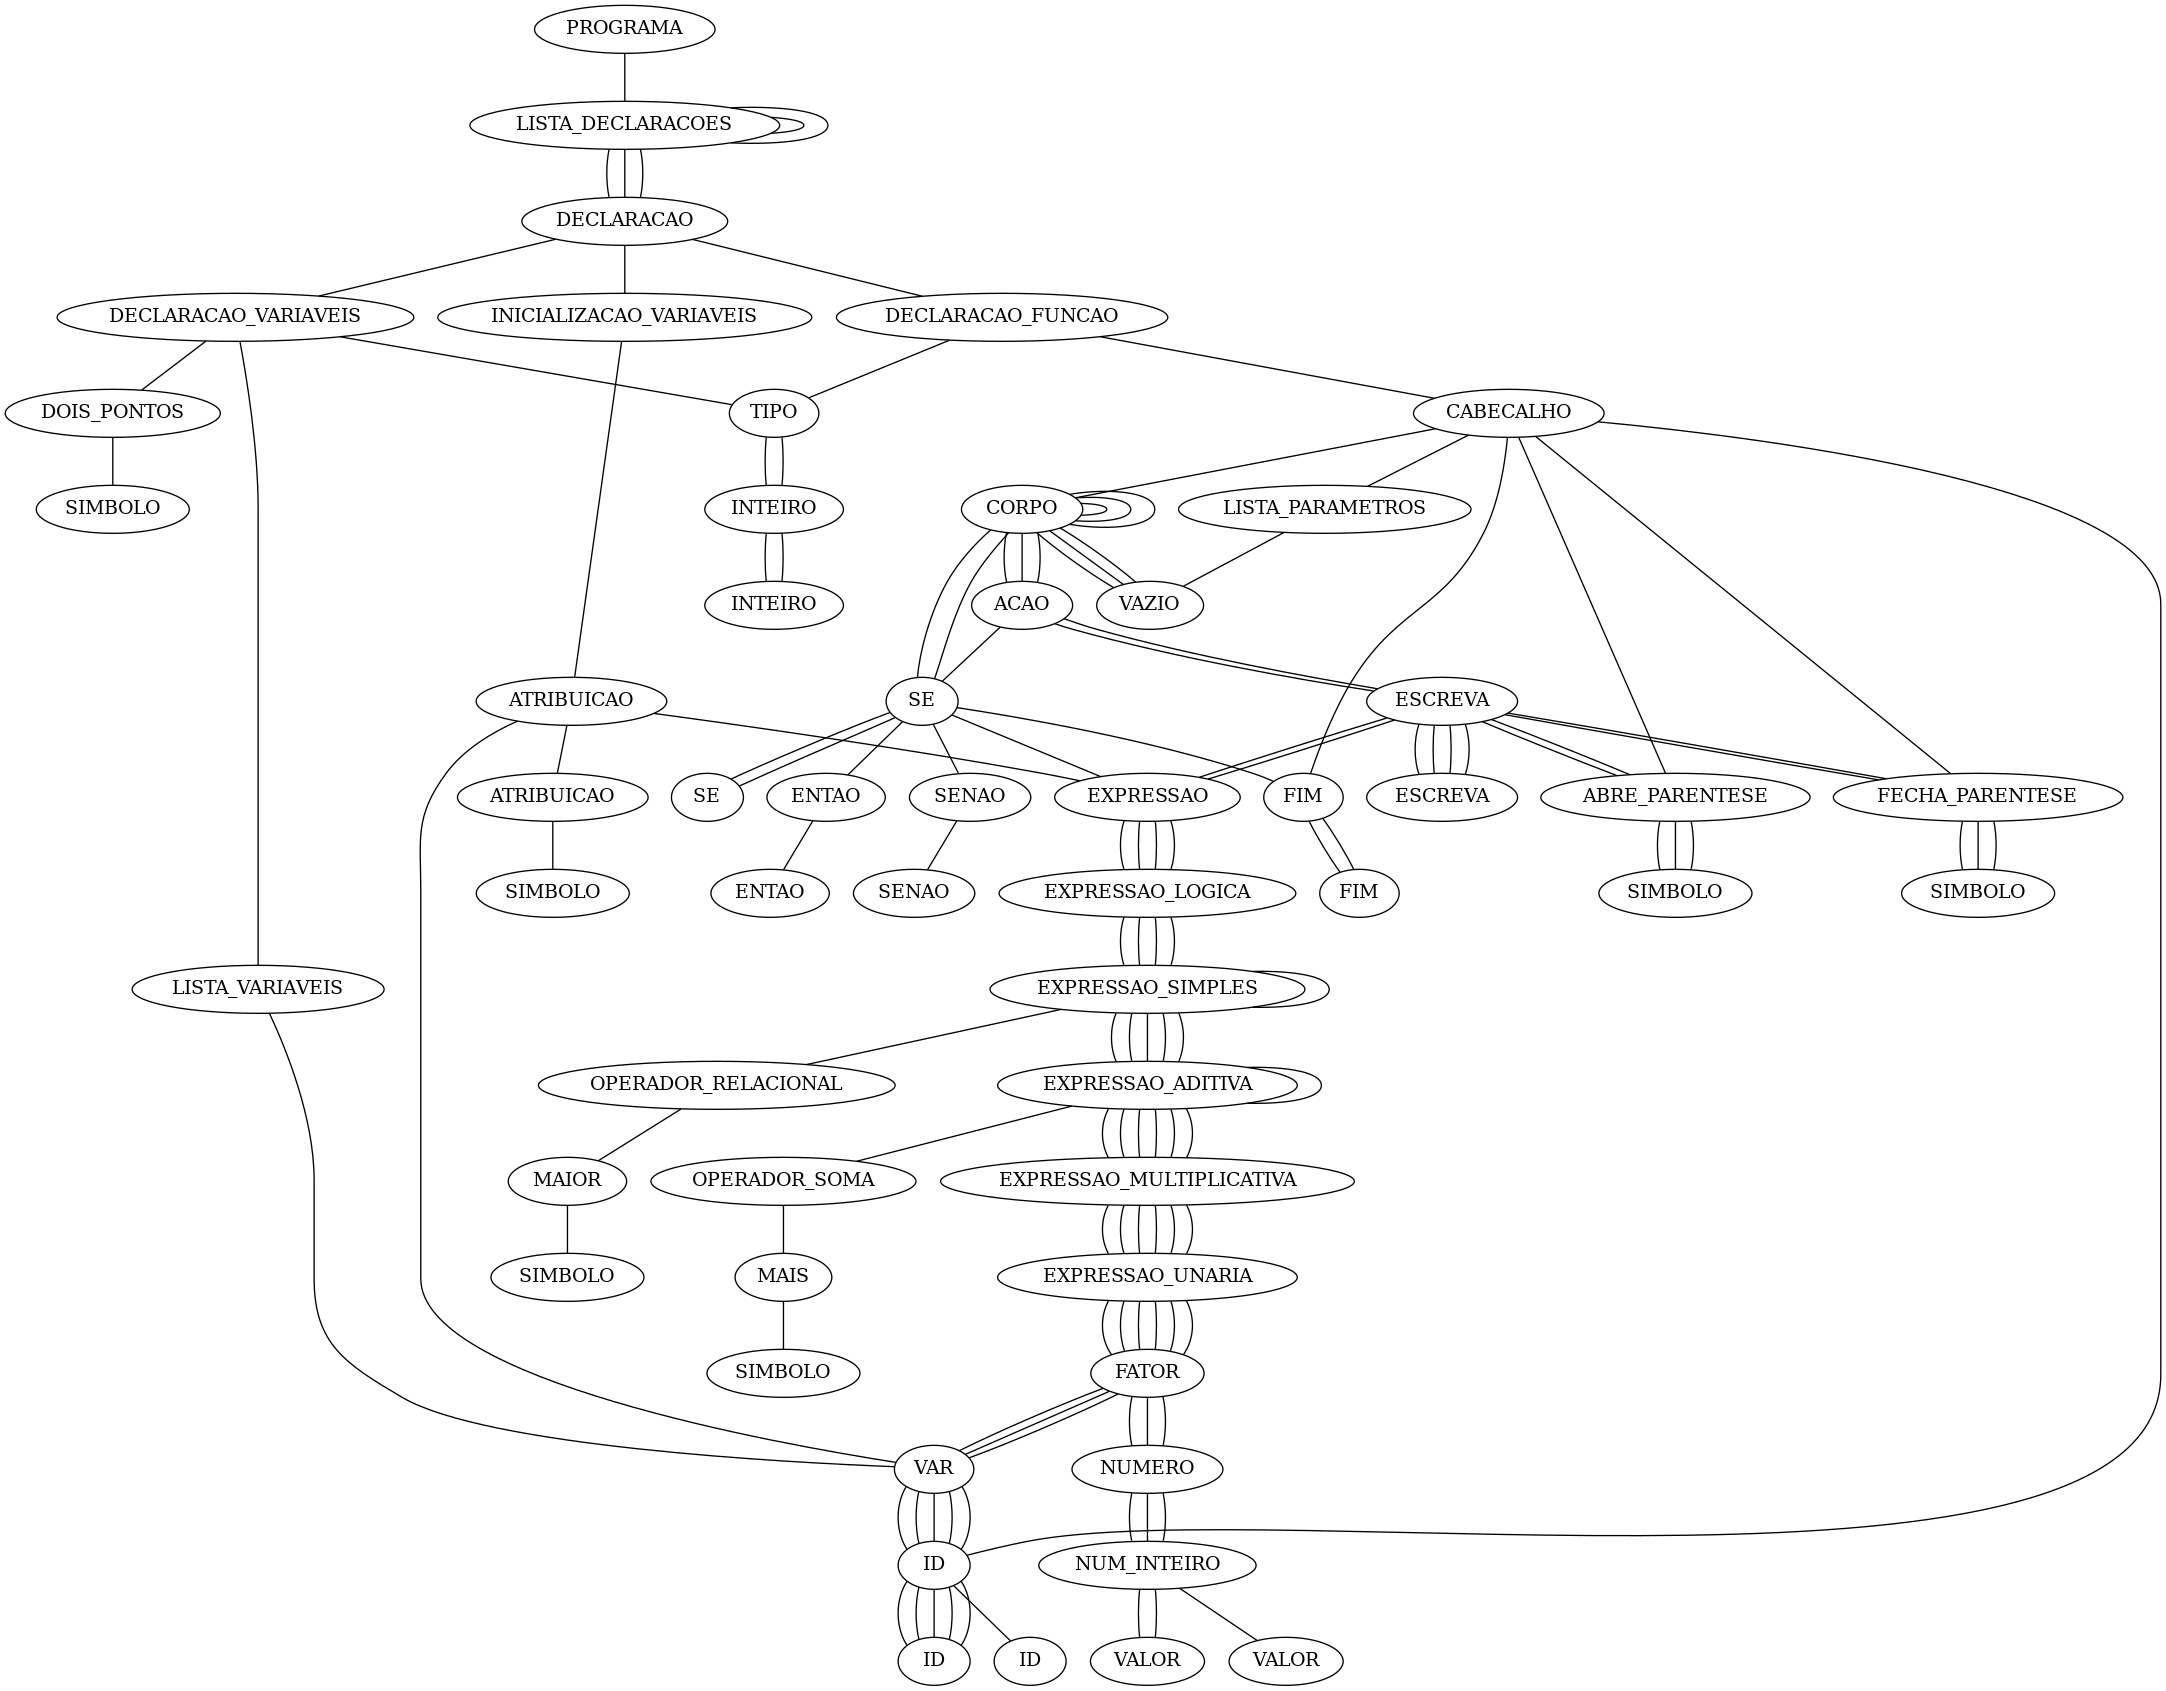 PROGRAMA
LISTA_DECLARACOES
DECLARACAO
DECLARACAO_VARIAVEIS
INICIALIZACAO_VARIAVEIS
DECLARACAO_FUNCAO
DOIS_PONTOS
TIPO
CABECALHO
SIMBOLO
INTEIRO
CORPO
LISTA_PARAMETROS
INTEIRO
ACAO
VAZIO
ATRIBUICAO
SE
ESCREVA
ATRIBUICAO
SE
ENTAO
SENAO
EXPRESSAO
FIM
ESCREVA
ABRE_PARENTESE
FECHA_PARENTESE
SIMBOLO
ENTAO
SENAO
EXPRESSAO_LOGICA
FIM
SIMBOLO
SIMBOLO
LISTA_VARIAVEIS
EXPRESSAO_SIMPLES
OPERADOR_RELACIONAL
EXPRESSAO_ADITIVA
MAIOR
OPERADOR_SOMA
EXPRESSAO_MULTIPLICATIVA
SIMBOLO
MAIS
EXPRESSAO_UNARIA
SIMBOLO
FATOR
VAR
NUMERO
ID
NUM_INTEIRO
ID
ID
VALOR
VALOR